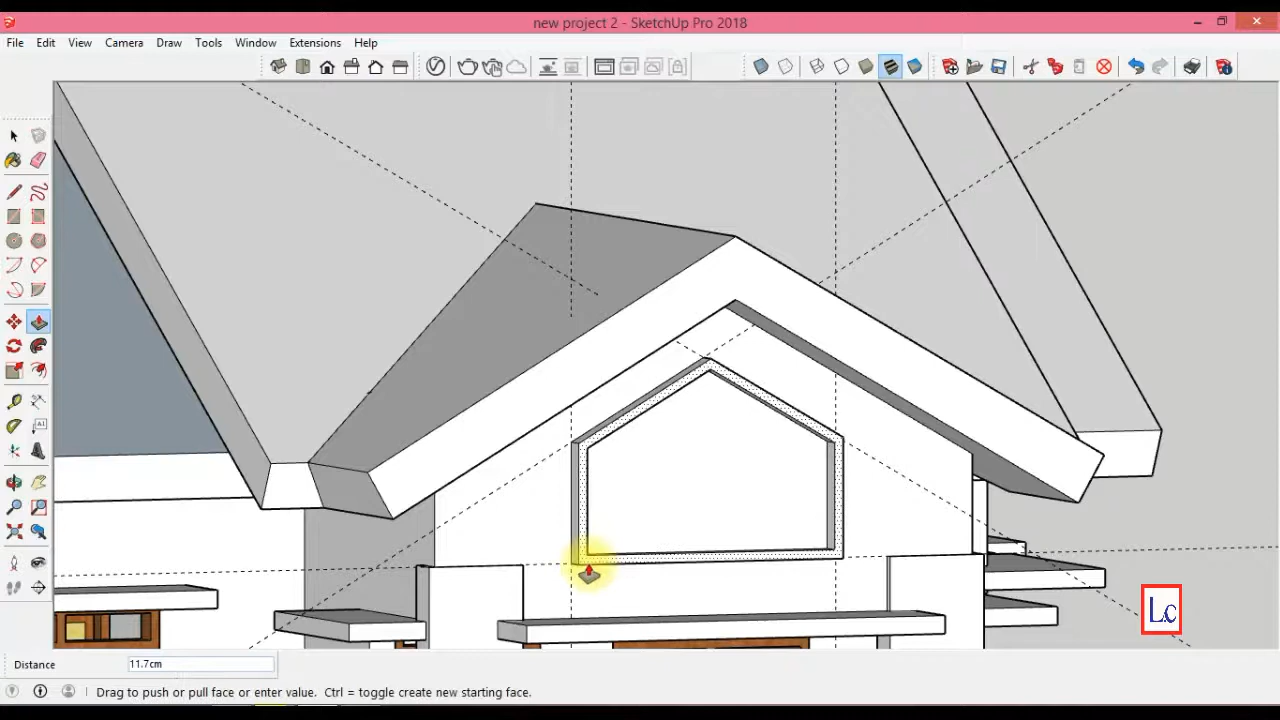 new project 2 - SketchUp Pro 2018
File Edit View Camera Draw Tools Window Extensions Help
A1
Lc
Distance 11.7cm
Drag to push or pull face or enter value. Ctrl = toggle create new starting face.